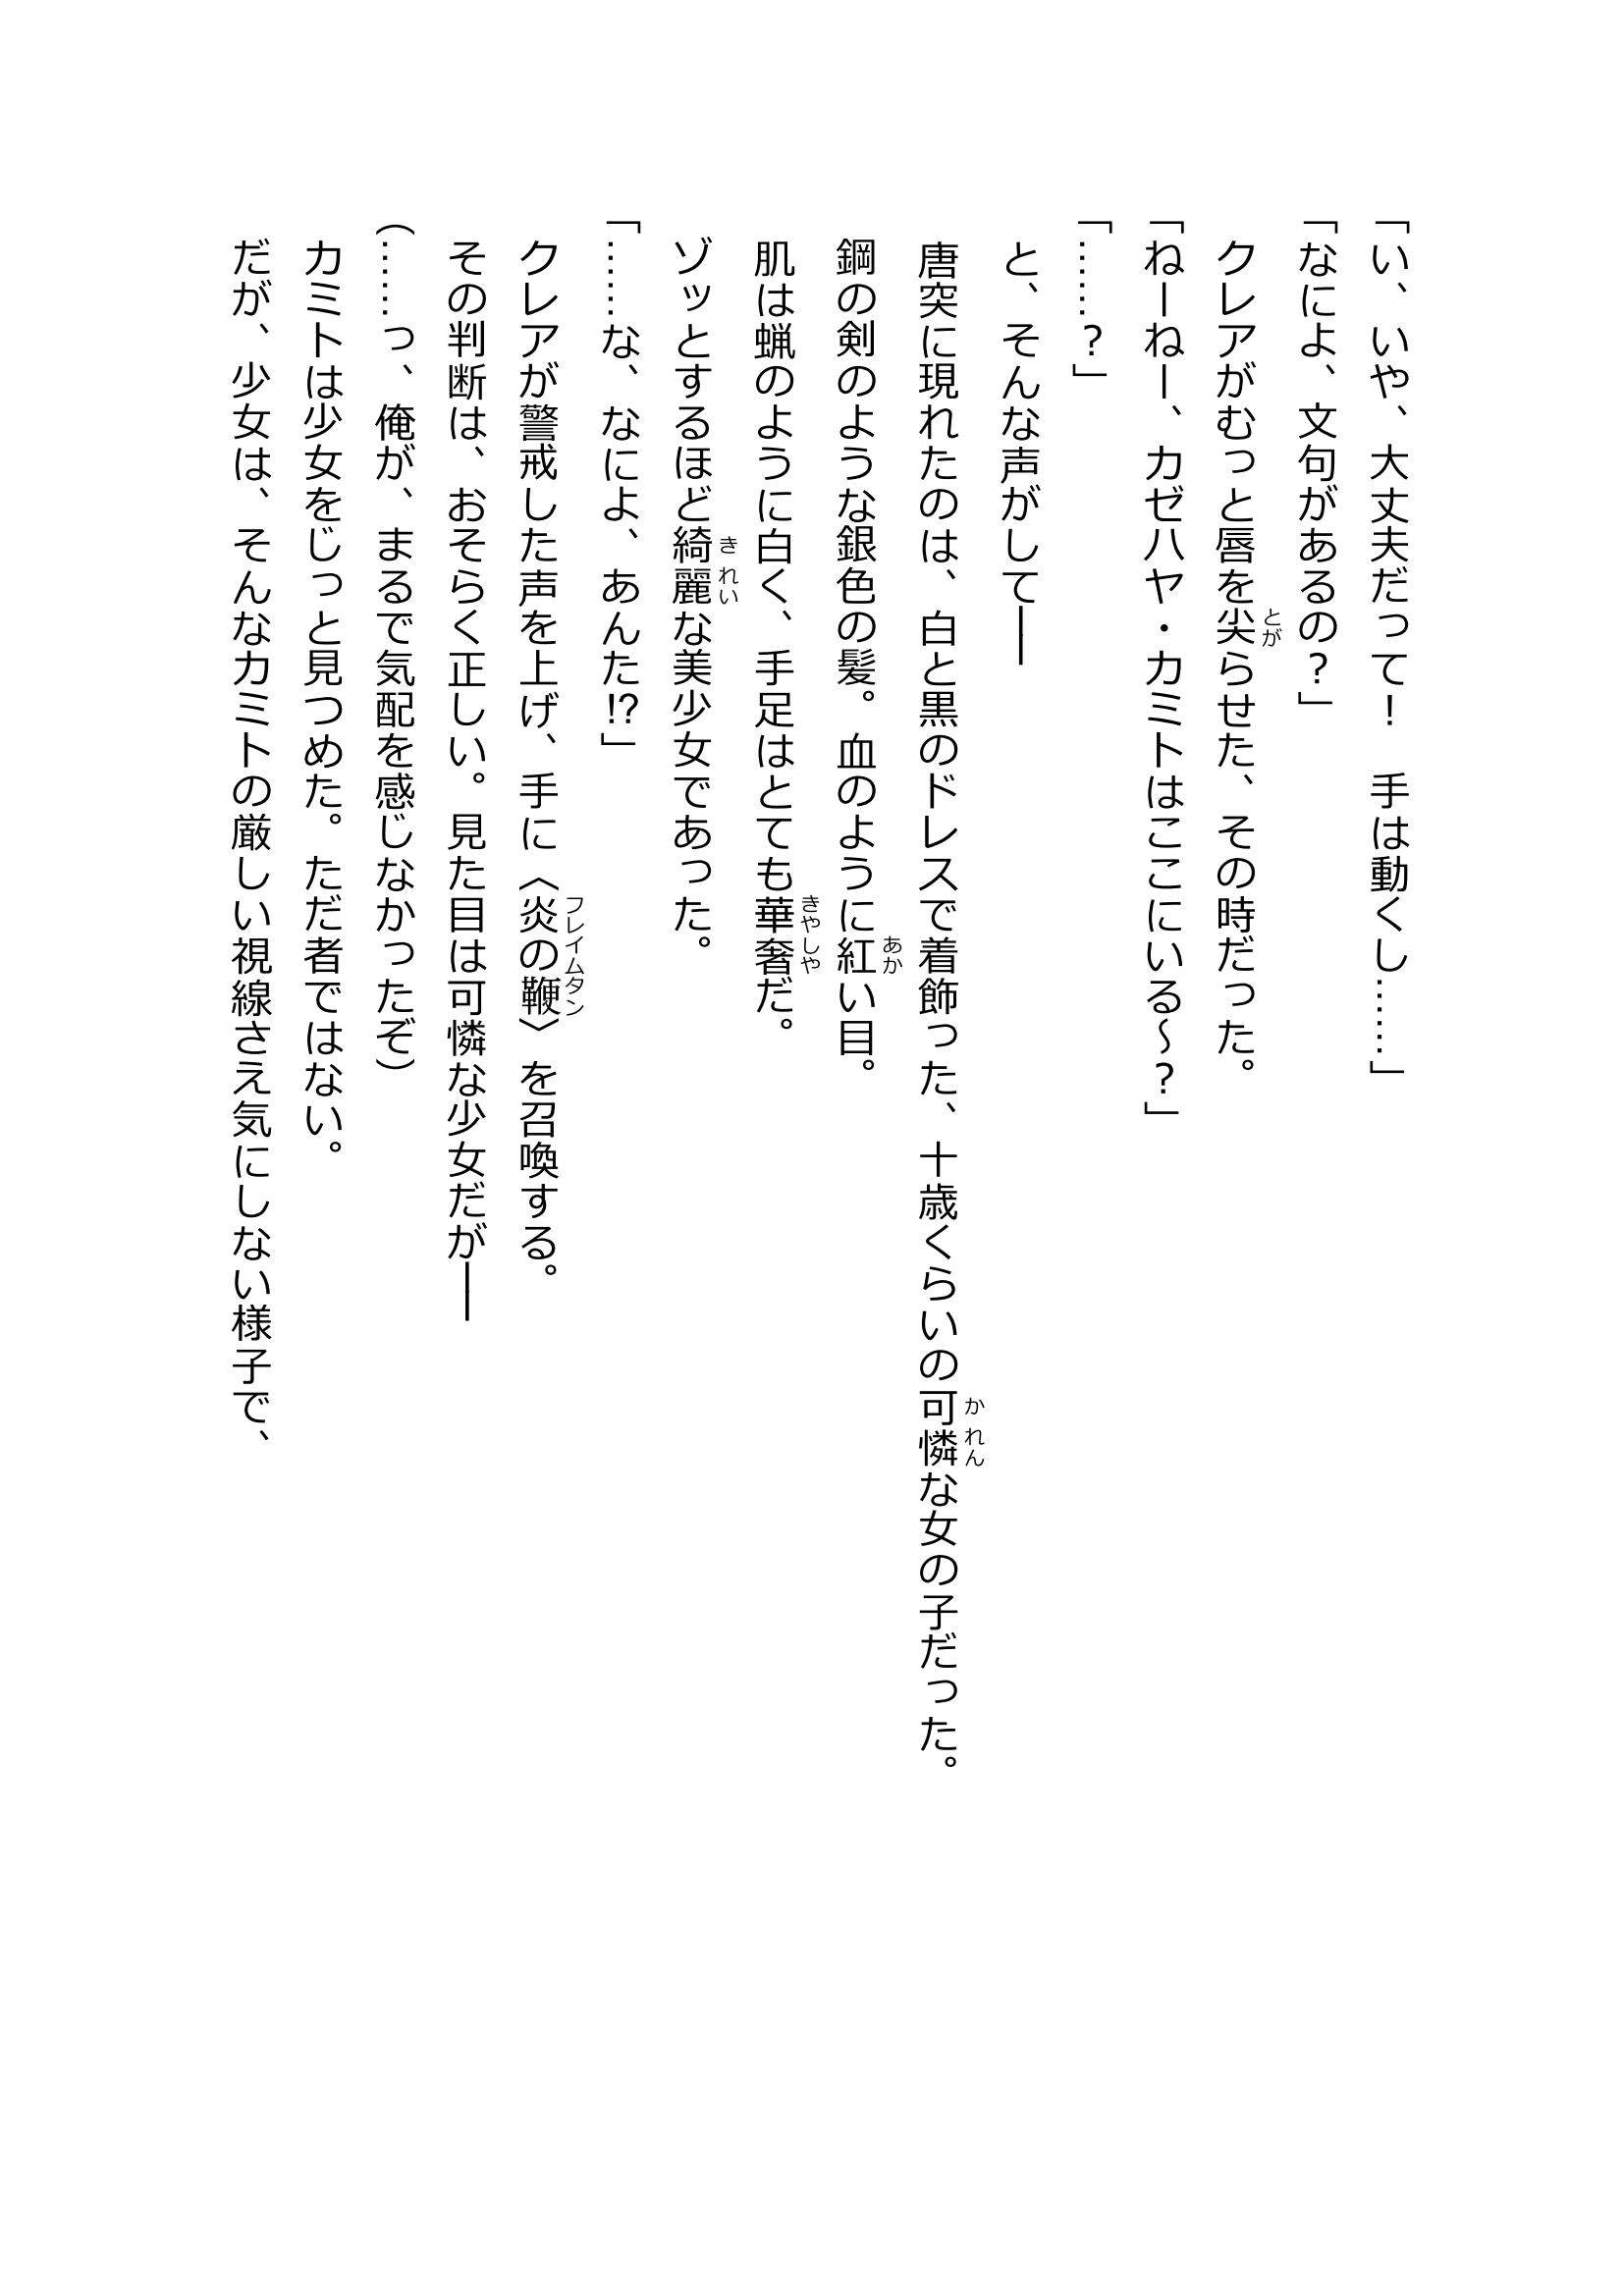 「い、いや、大丈夫だって！　手は動くし……」
「なによ、文句があるの？」
　クレアがむっと唇を尖らせた、その時だった。
「ねーねー、カゼハヤ・カミトはここにいる～？」
「……？」
　と、そんな声がして――
　唐突に現れたのは、白と黒のドレスで着飾った、十歳くらいの可憐な女の子だった。
　鋼の剣のような銀色の髪。血のように紅い目。
　肌は蝋のように白く、手足はとても華奢だ。
　ゾッとするほど綺麗な美少女であった。
「……な、なによ、あんた⁉」
　クレアが警戒した声を上げ、手に〈炎の鞭〉を召喚する。
　その判断は、おそらく正しい。見た目は可憐な少女だが――
（……っ、俺が、まるで気配を感じなかったぞ）
　カミトは少女をじっと見つめた。ただ者ではない。
　だが、少女は、そんなカミトの厳しい視線さえ気にしない様子で、